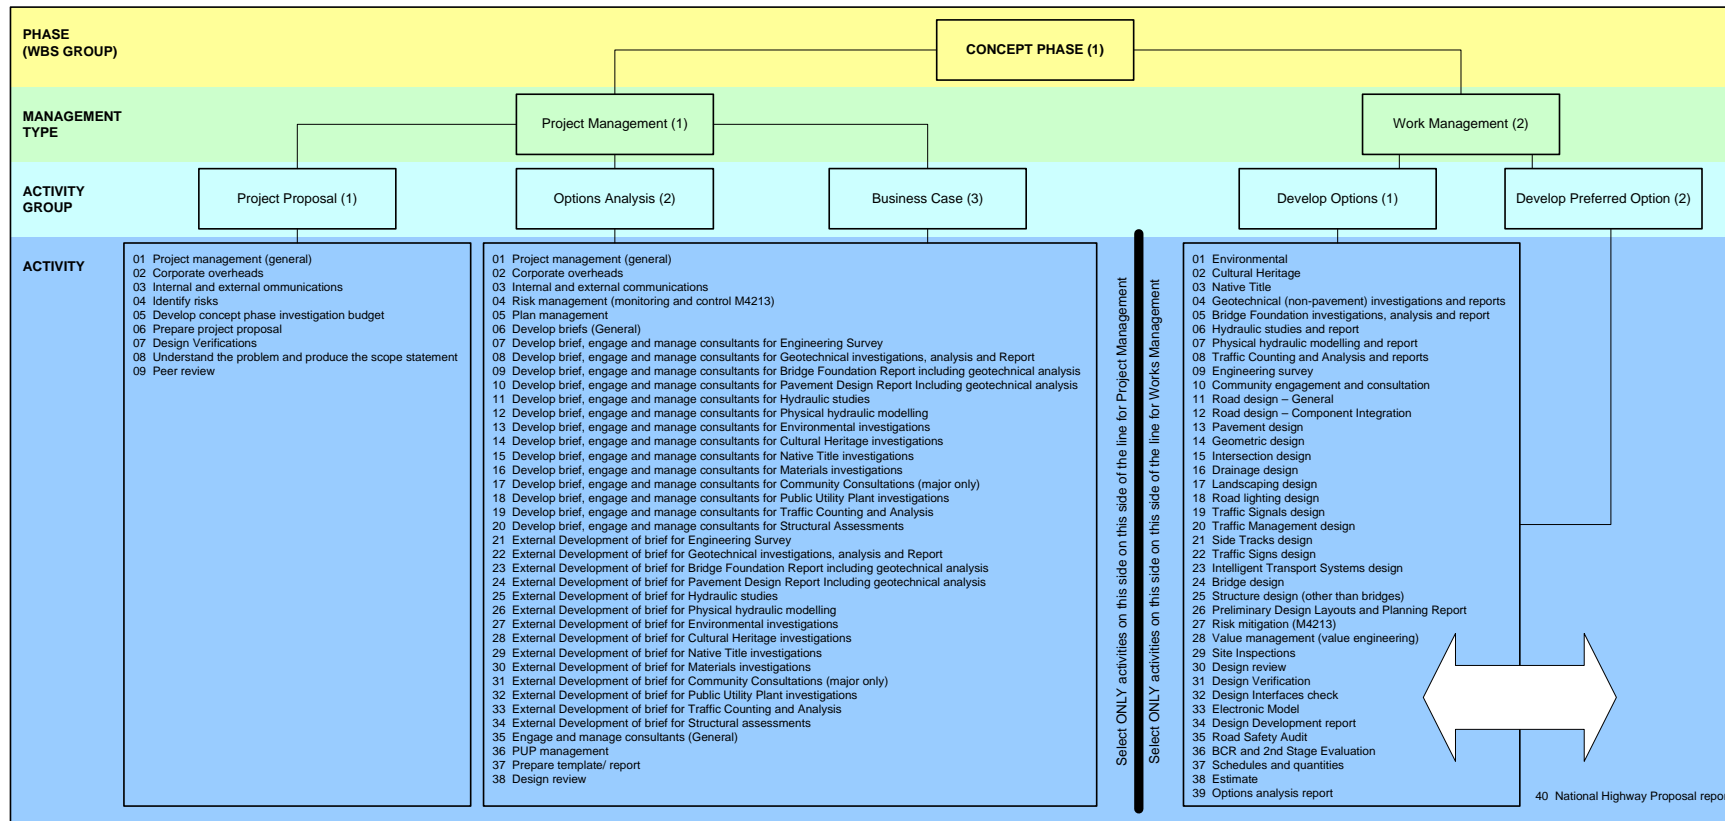 PHASE
(WBS GROUP)
CONCEPT PHASE (1)
MANAGEMENT
TYPE
Project Management (1)
Work Management (2)
ACTIVITY
GROUP
Project Proposal (1)
Options Analysis (2)
Business Case (3)
Develop Options (1)
Develop Preferred Option (2)
ACTIVITY
01 Project management (general)
02 Corporate overheads
03 Internal and external ommunications
04 Identify risks
05 Develop concept phase investigation budget
06 Prepare project proposal
07 Design Verifications
08 Understand the problem and produce the scope statement
09 Peer review
01 Project management (general)
02 Corporate overheads
03 Internal and external communications
04 Risk management (monitoring and control M4213)
05 Plan management
06 Develop briefs (General)
07 Develop brief, engage and manage consultants for Engineering Survey
08 Develop brief, engage and manage consultants for Geotechnical investigations, analysis and Report
09 Develop brief, engage and manage consultants for Bridge Foundation Report including geotechnical analysis
10 Develop brief, engage and manage consultants for Pavement Design Report Including geotechnical analysis
11 Develop brief, engage and manage consultants for Hydraulic studies
12 Develop brief, engage and manage consultants for Physical hydraulic modelling
13 Develop brief, engage and manage consultants for Environmental investigations
14 Develop brief, engage and manage consultants for Cultural Heritage investigations
15 Develop brief, engage and manage consultants for Native Title investigations
16 Develop brief, engage and manage consultants for Materials investigations
17 Develop brief, engage and manage consultants for Community Consultations (major only)
18 Develop brief, engage and manage consultants for Public Utility Plant investigations
19 Develop brief, engage and manage consultants for Traffic Counting and Analysis
20 Develop brief, engage and manage consultants for Structural Assessments
21 External Development of brief for Engineering Survey
22 External Development of brief for Geotechnical investigations, analysis and Report
23 External Development of brief for Bridge Foundation Report including geotechnical analysis
24 External Development of brief for Pavement Design Report Including geotechnical analysis
25 External Development of brief for Hydraulic studies
26 External Development of brief for Physical hydraulic modelling
27 External Development of brief for Environmental investigations
28 External Development of brief for Cultural Heritage investigations
29 External Development of brief for Native Title investigations
30 External Development of brief for Materials investigations
31 External Development of brief for Community Consultations (major only)
32 External Development of brief for Public Utility Plant investigations
33 External Development of brief for Traffic Counting and Analysis
34 External Development of brief for Structural assessments
35 Engage and manage consultants (General)
36 PUP management
37 Prepare template/ report
38 Design review
Select ONLY activities on this side on this side of the line for Project Management
Select ONLY activities on this side on this side of the line for Works Management
01 Environmental
02 Cultural Heritage
03 Native Title
04 Geotechnical (non-pavement) investigations and reports
05 Bridge Foundation investigations, analysis and report
06 Hydraulic studies and report
07 Physical hydraulic modelling and report
08 Traffic Counting and Analysis and reports
09 Engineering survey
10 Community engagement and consultation
11 Road design – General
12 Road design – Component Integration
13 Pavement design
14 Geometric design
15 Intersection design
16 Drainage design
17 Landscaping design
18 Road lighting design
19 Traffic Signals design
20 Traffic Management design
21 Side Tracks design
22 Traffic Signs design
23 Intelligent Transport Systems design
24 Bridge design
25 Structure design (other than bridges)
26 Preliminary Design Layouts and Planning Report
27 Risk mitigation (M4213)
28 Value management (value engineering)
29 Site Inspections
30 Design review
31 Design Verification
32 Design Interfaces check
33 Electronic Model
34 Design Development report
35 Road Safety Audit
36 BCR and 2nd Stage Evaluation
37 Schedules and quantities
38 Estimate
39 Options analysis report
40 National Highway Proposal repor